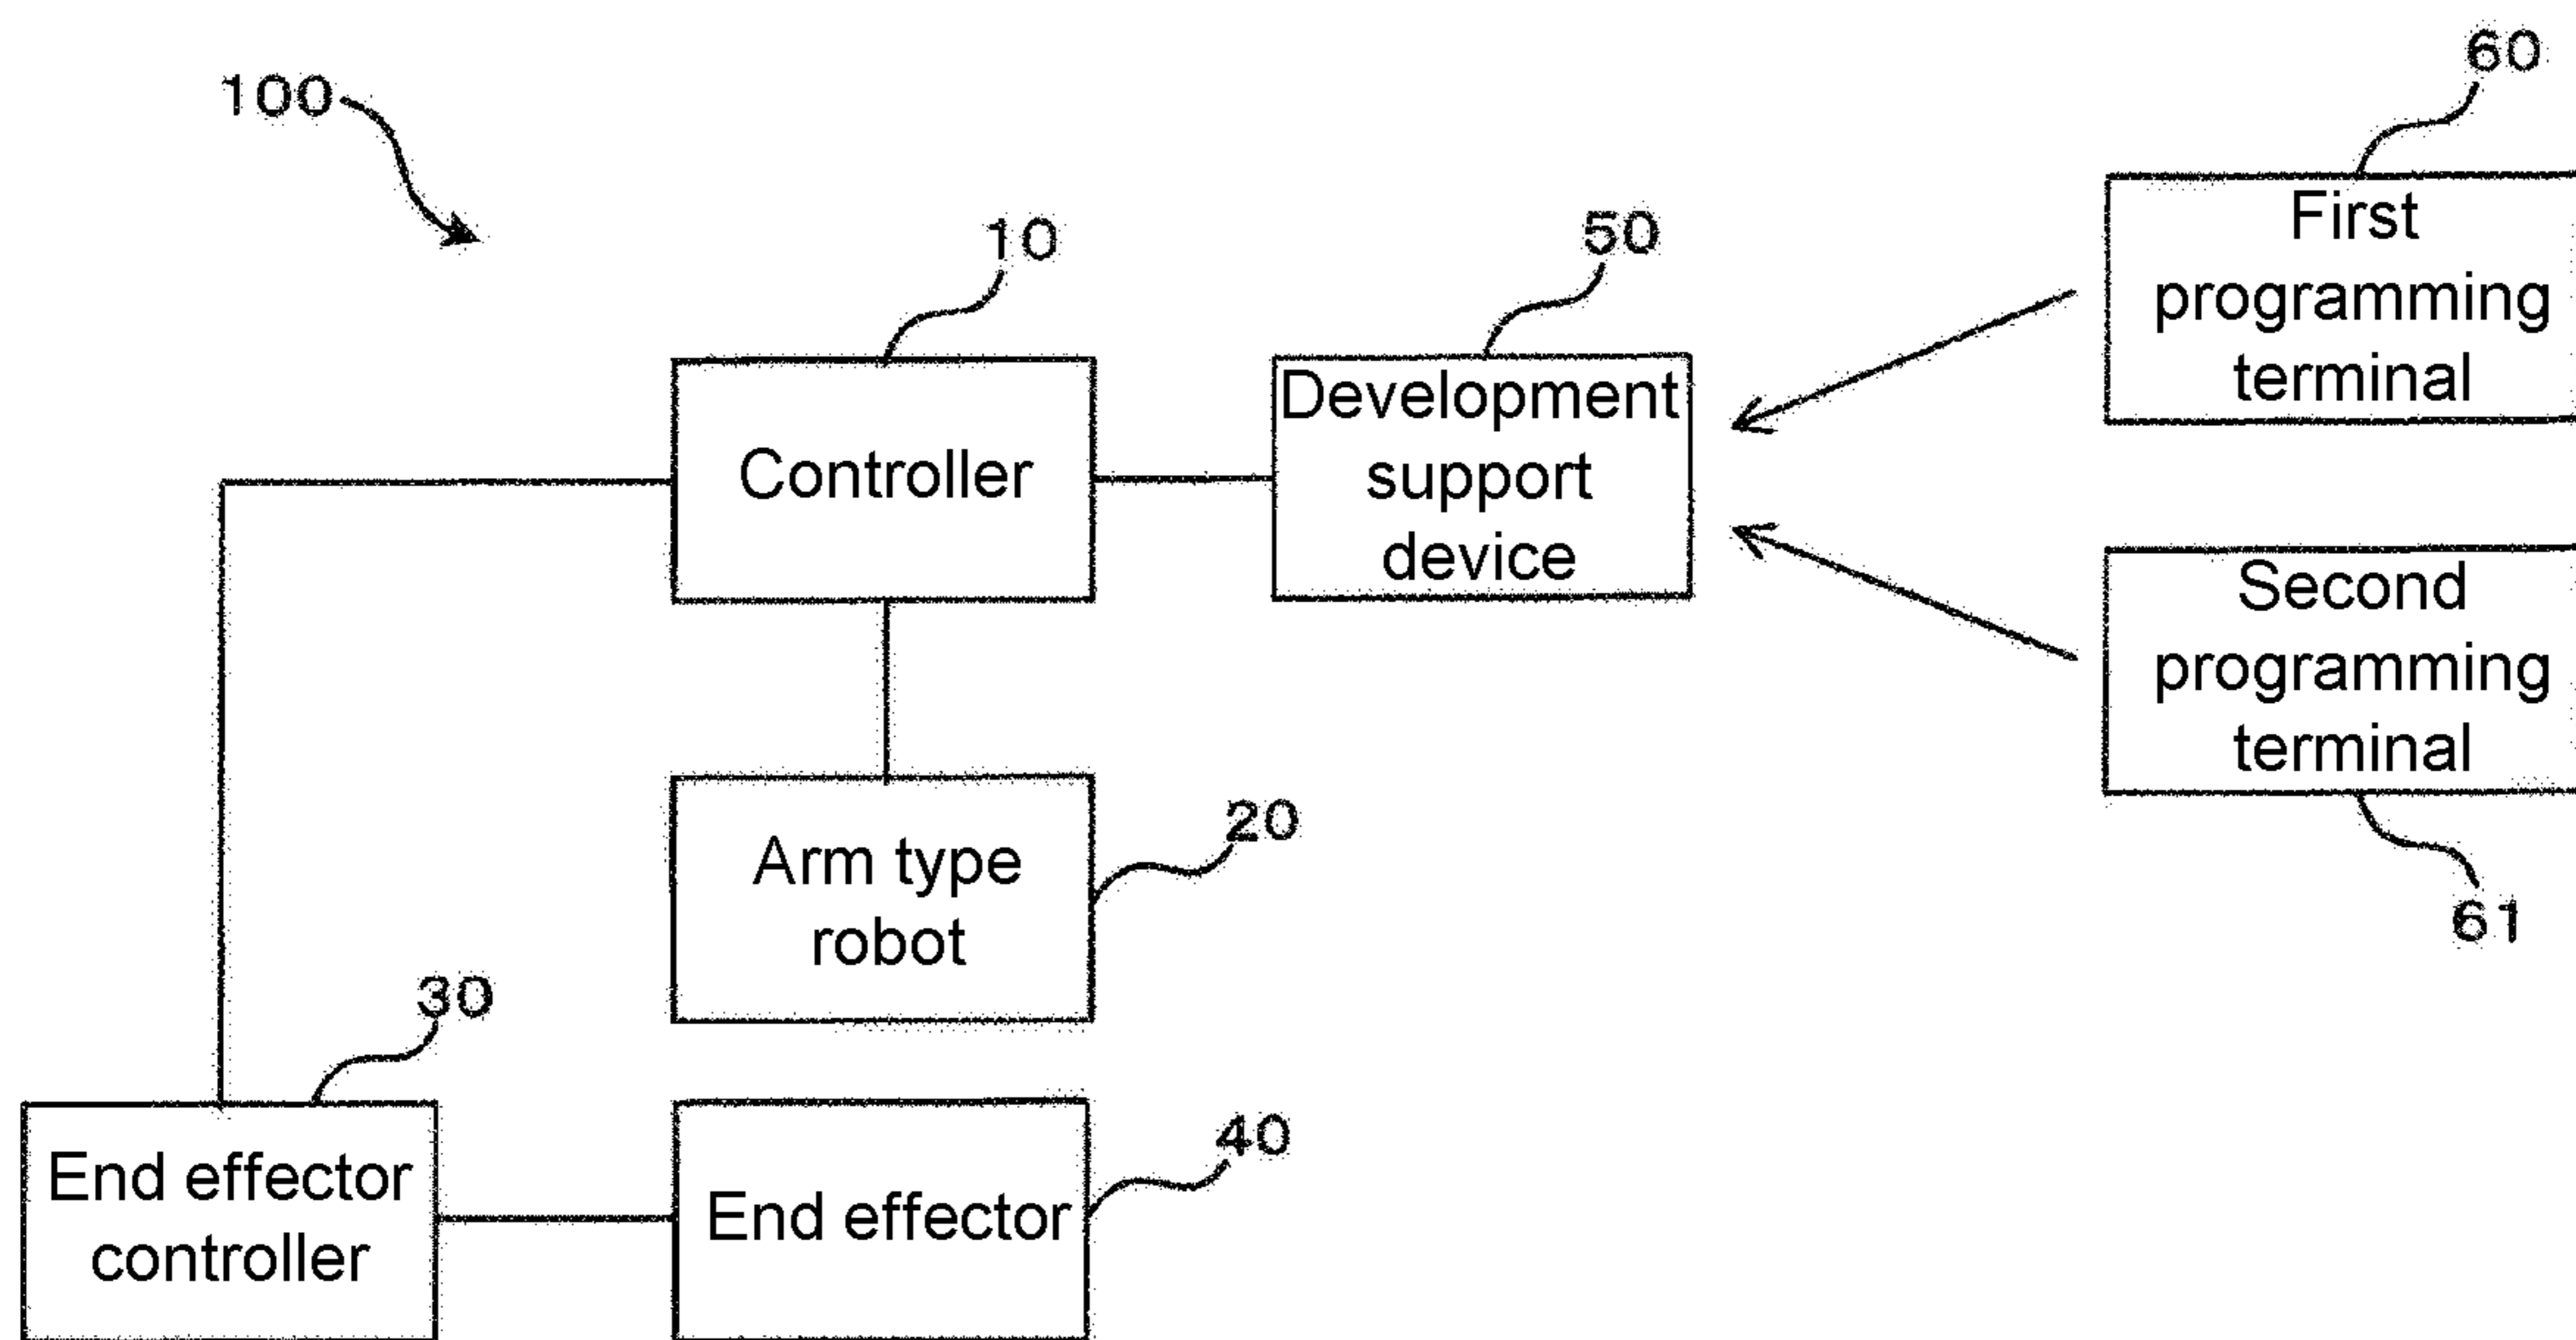 100
60
10
50
First
programming
terminal
Controller
Development
support
device
Second
programming
terminal
Arm type
robot
20
61
30
End effector
controller
End effector
40